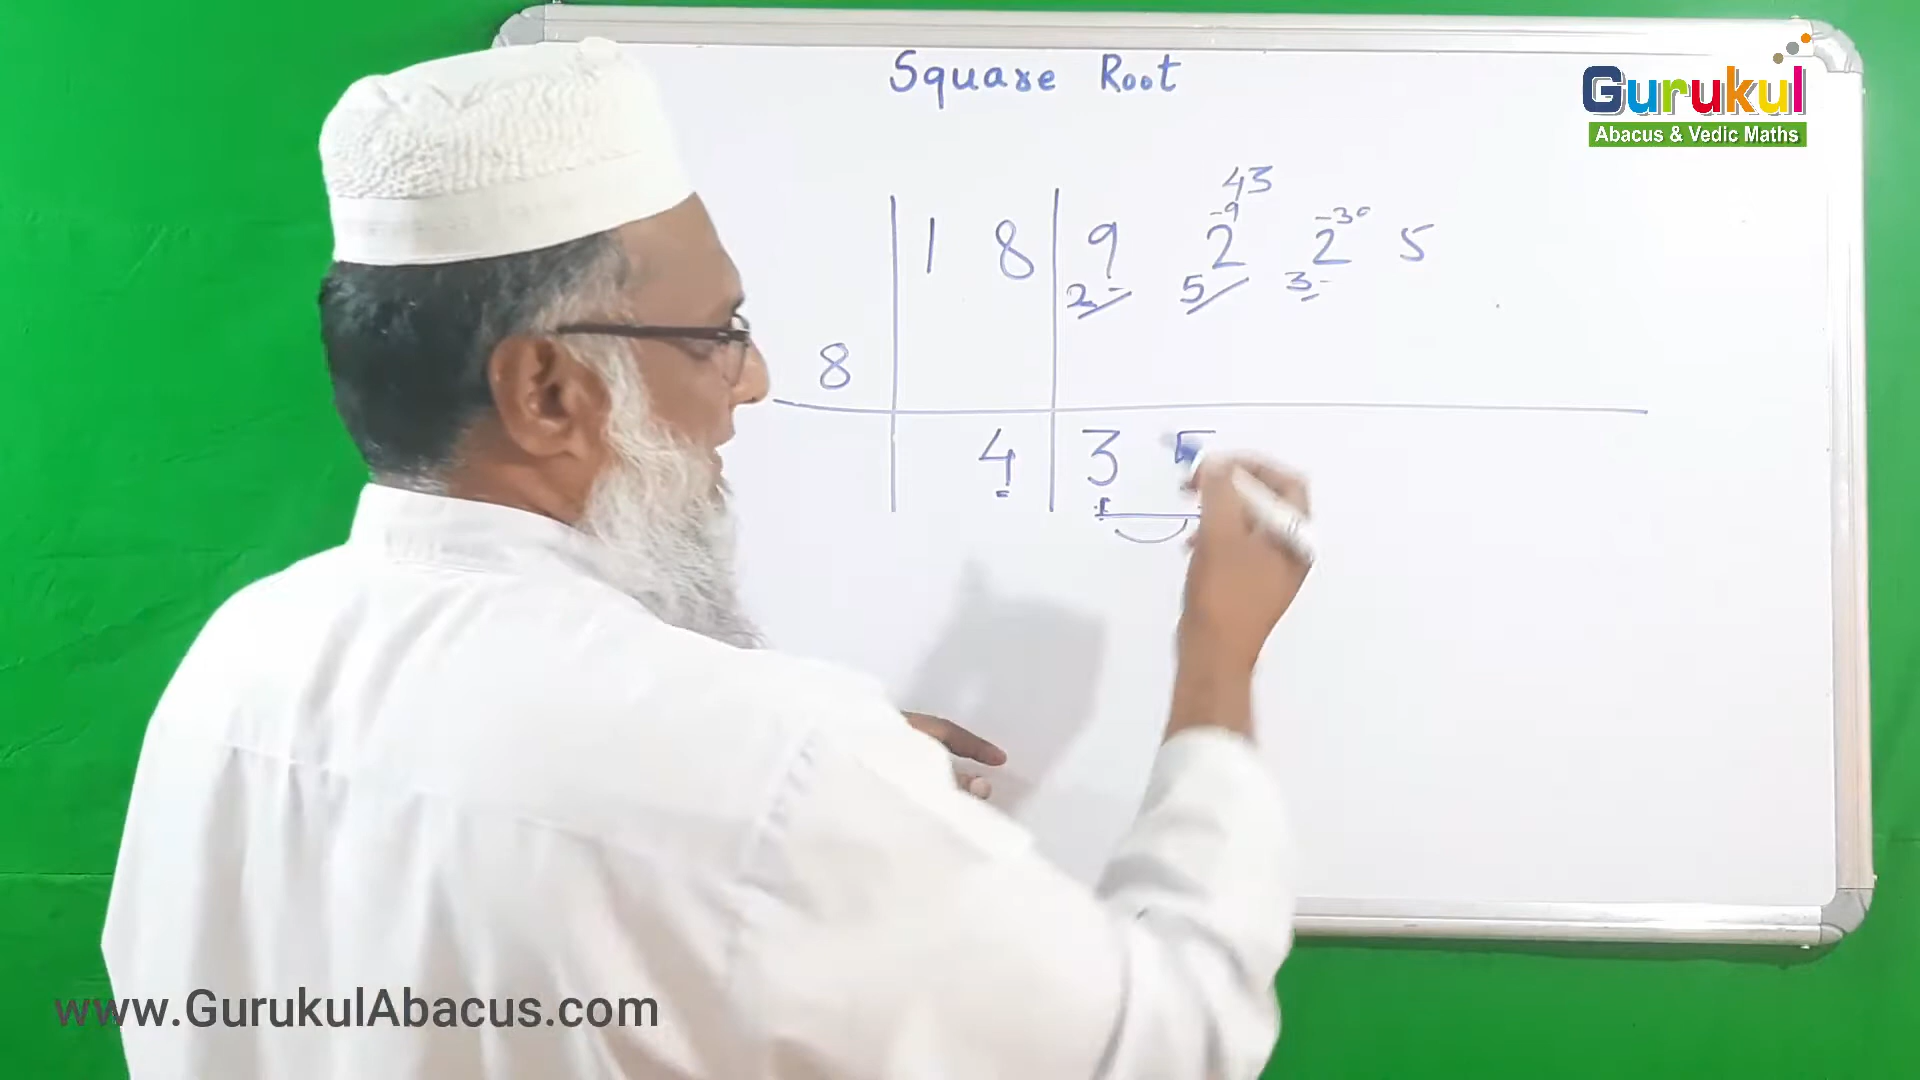 Square Root
Gurukul
Abacus & Vedic Maths
43
-9 -30
1 8 9 2 2 5
2 5 3
8
4 3 5
www.GurukulAbacus.com